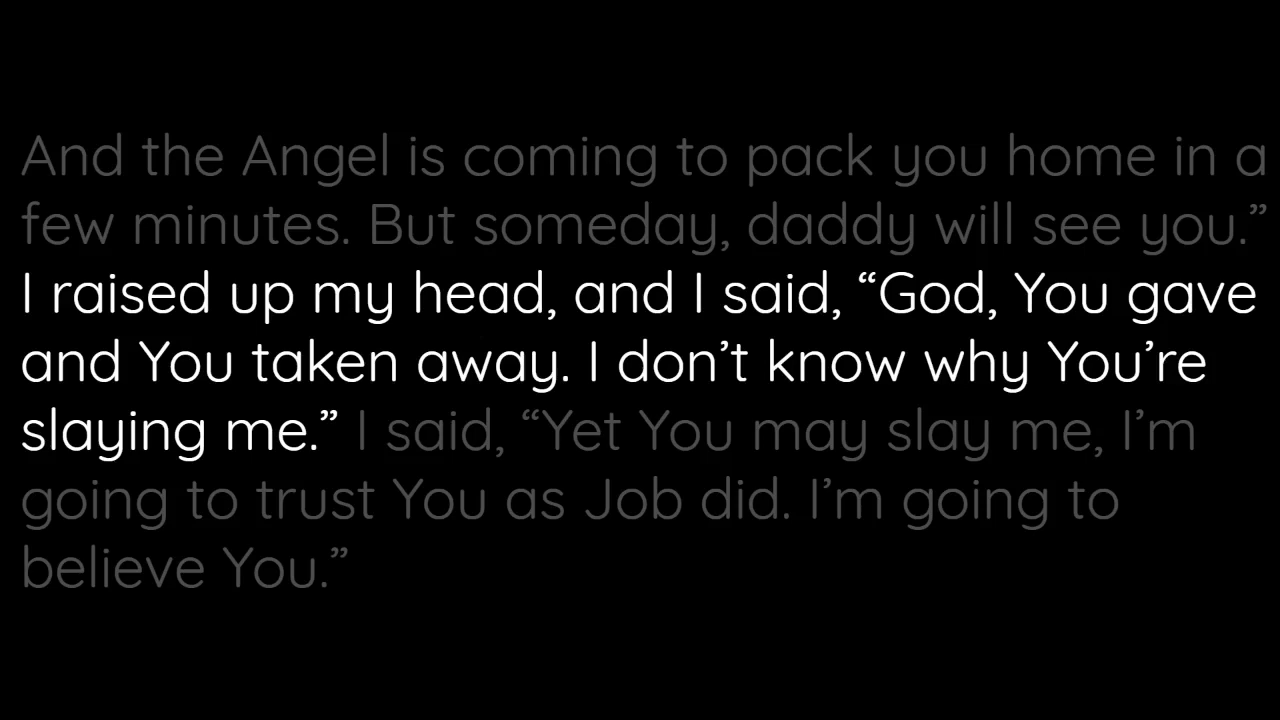 And the Angel is coming to pack you home in a
few minutes. But someday, daddy will see you.”
I raised up my head, and I said, “God, You gave
and You taken away. I don’t know why You’re
slaying me.” I said, “Yet You may slay me, I’m
going to trust You as Job did. I’m going to
believe You.”